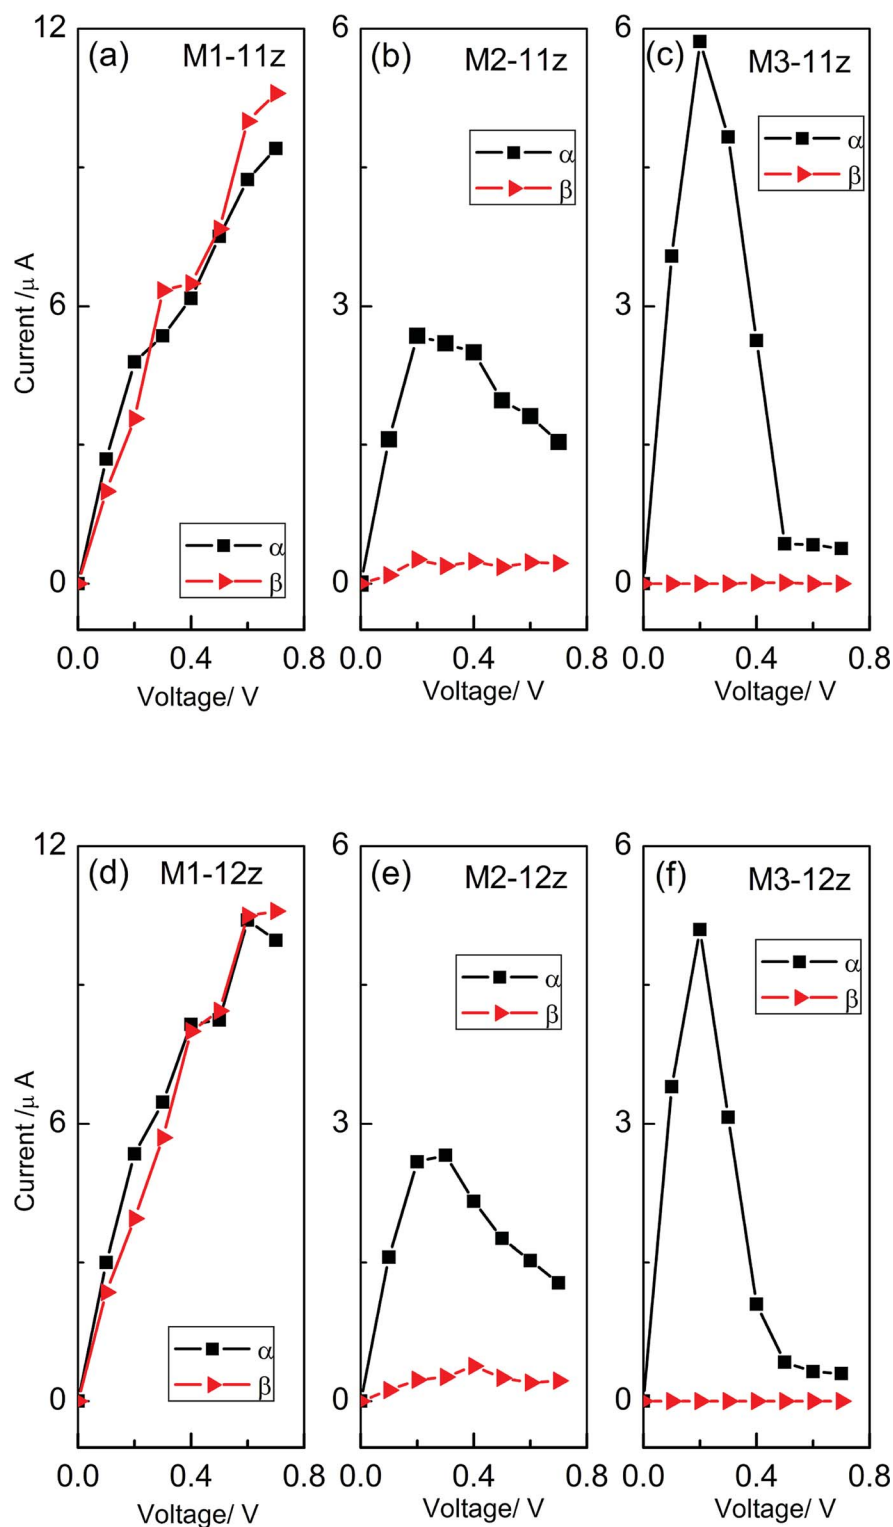 12
(a) M1-11z
6
0
Current /μ A
α
β
0.0 0.4 0.8
Voltage/ V
6
(b) M2-11z
α
β
3
0
0.0 0.4 0.8
Voltage/ V
6
(c) M3-11z
α
β
3
0
0.0 0.4 0.8
Voltage/ V
12
(d) M1-12z
6
0
Current /μ A
α
β
0.0 0.4 0.8
Voltage/ V
6
(e) M2-12z
α
β
3
0
0.0 0.4 0.8
Voltage/ V
6
(f) M3-12z
α
β
3
0
0.0 0.4 0.8
Voltage/ V